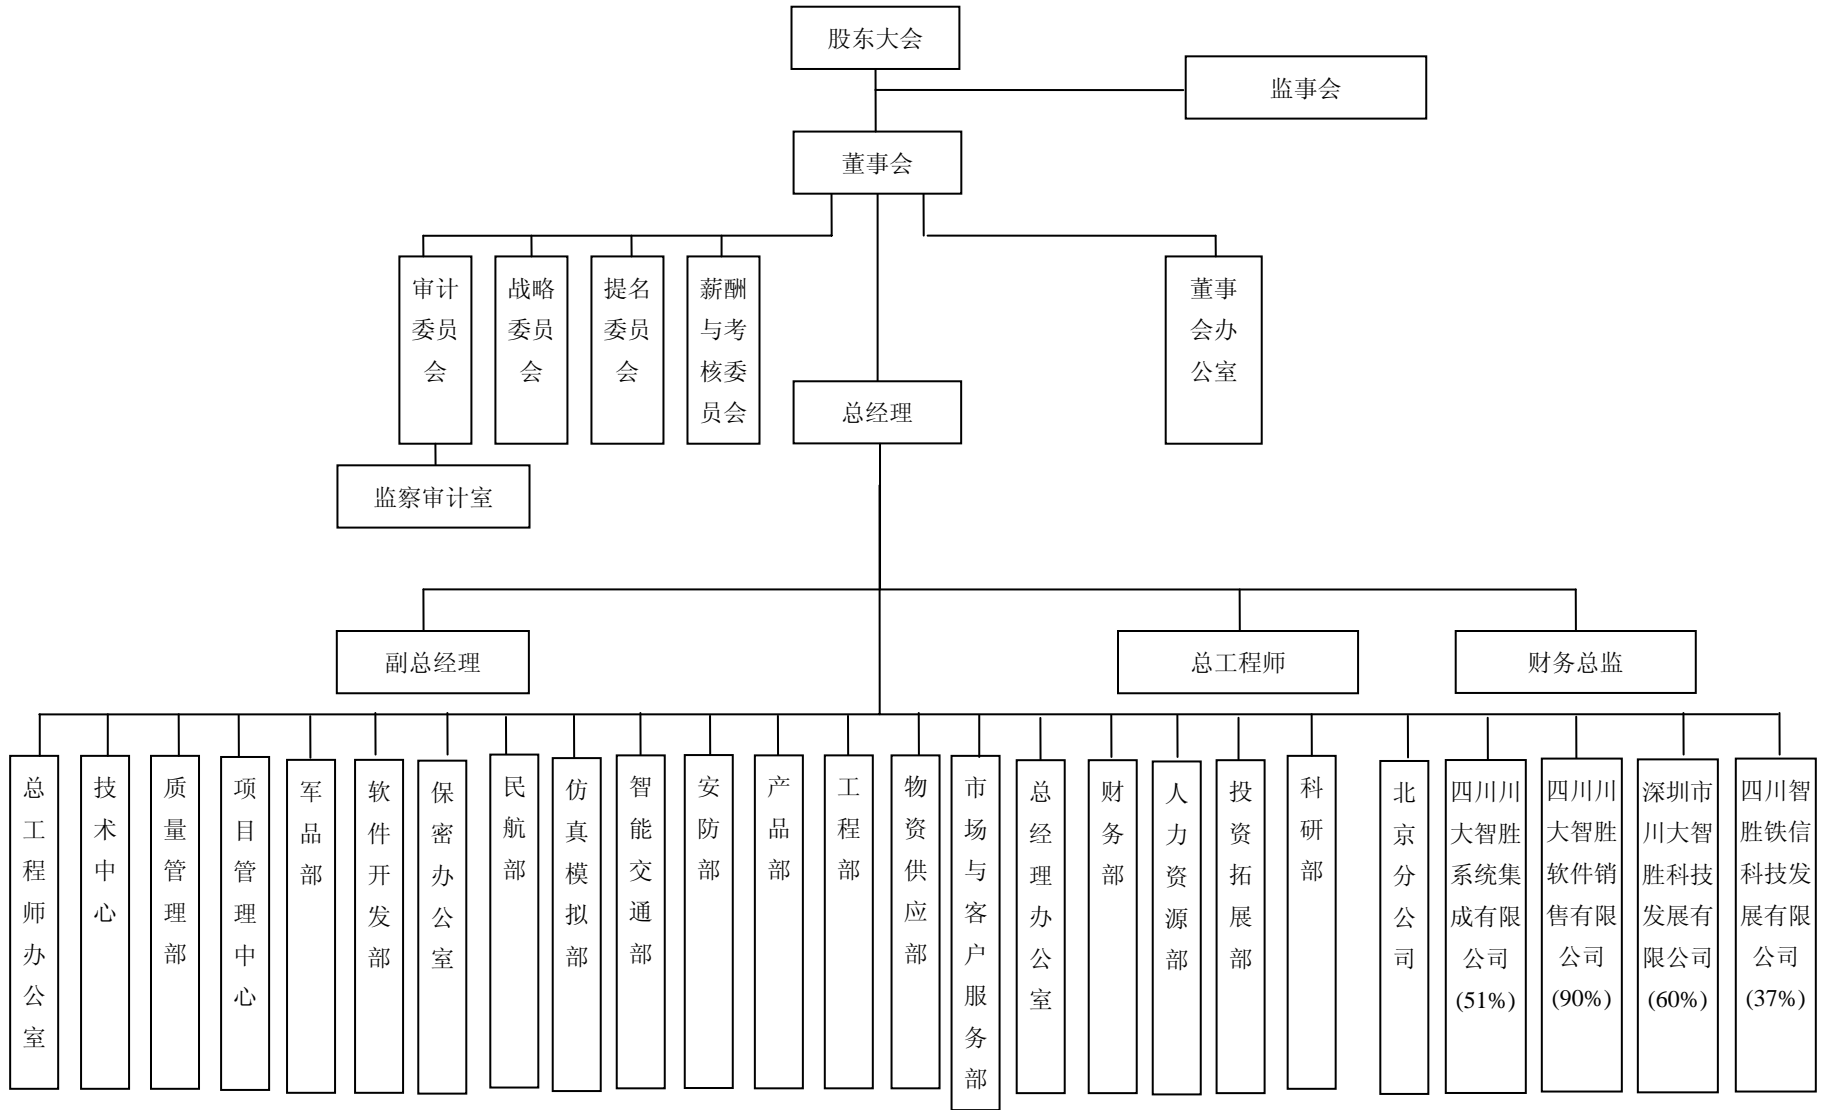 股东大会
监事会
董事会
审计
委员
会
战略
委员
会
提名
委员
会
薪酬
与考
核委
员会
董事
会办
公室
总经理
监察审计室
副总经理
总工程师
财务总监
总工程师办公室
技术中心
质量管理部
项目管理中心
军品部
软件开发部
保密办公室
民航部
仿真模拟部
智能交通部
安防部
产品部
工程部
物资供应部
市场与客户服务部
总经理办公室
财务部
人力资源部
投资拓展部
科研部
北京分公司
四川川
大智胜
系统集
成有限
公司
(51%)
四川川
大智胜
软件销
售有限
公司
(90%)
深圳市
川大智
胜科技
发展有
限公司
(60%)
四川智
胜铁信
科技发
展有限
公司
(37%)